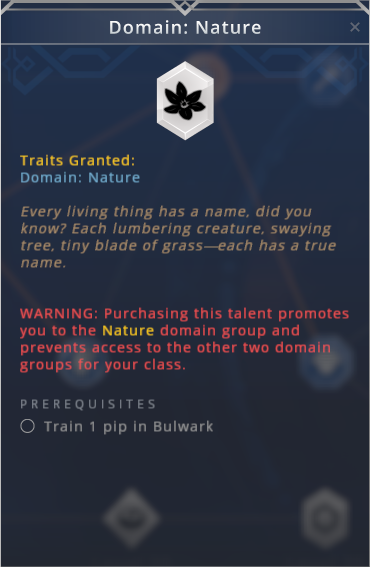 Domain: Nature
×
Traits Granted:
Domain: Nature
Every living thing has a name, did you
know? Each lumbering creature, swaying
tree, tiny blade of grass—each has a true
name.
WARNING: Purchasing this talent promotes
you to the Nature domain group and
prevents access to the other two domain
groups for your class.
PREREQUISITES
Train 1 pip in Bulwark